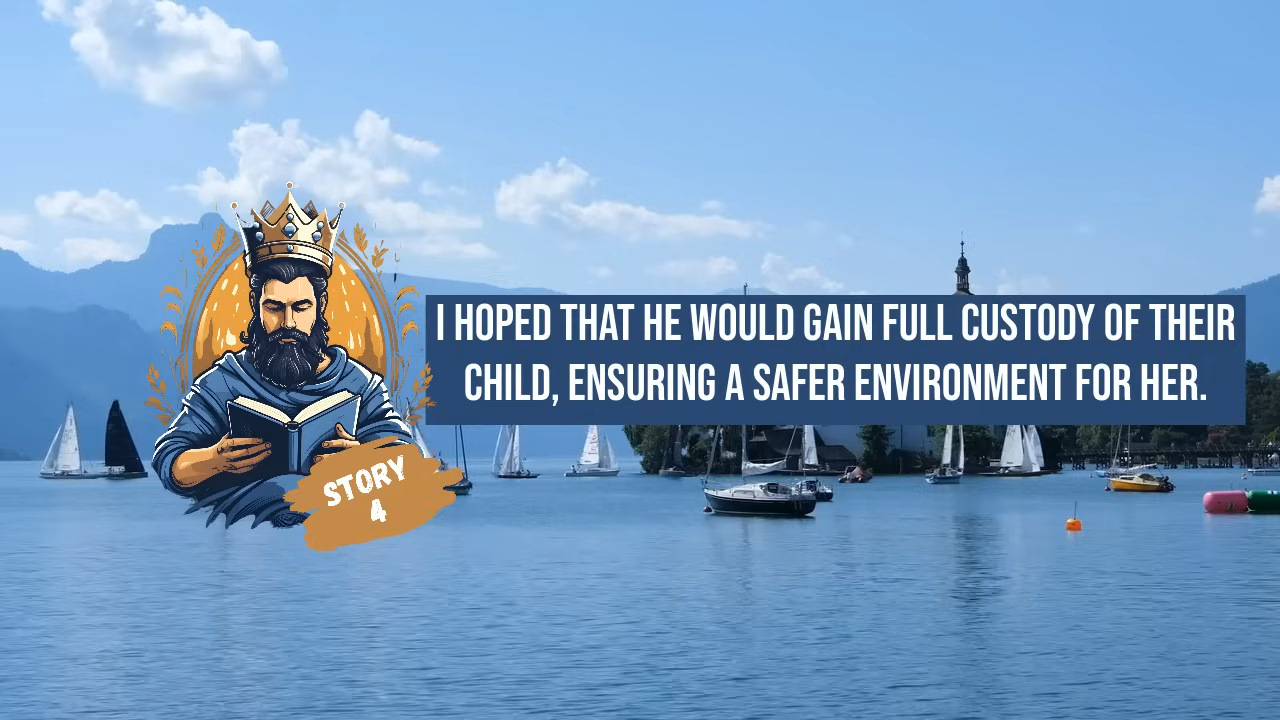 I HOPED THAT HE WOULD GAIN FULL CUSTODY OF THEIR
CHILD, ENSURING A SAFER ENVIRONMENT FOR HER.
STORY
4